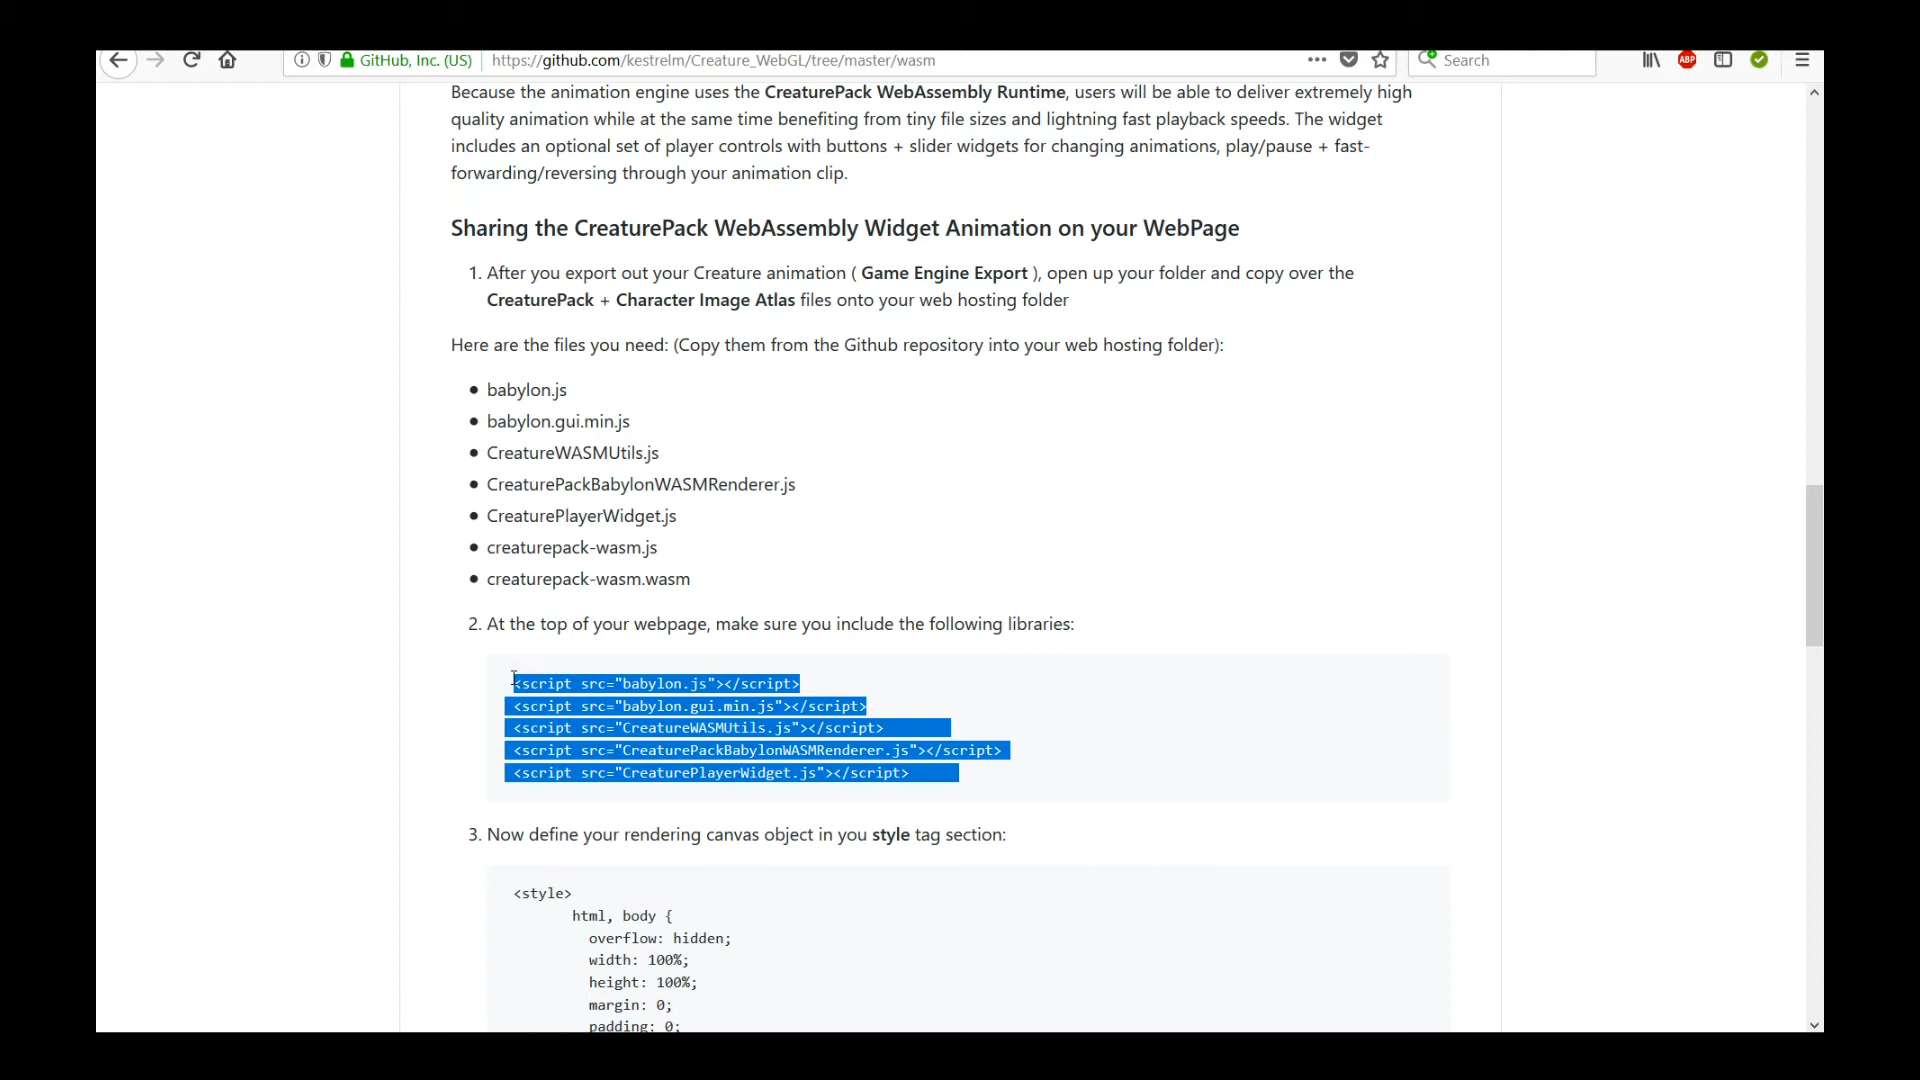 GitHub, Inc. (US) https://github.com/kestrelm/Creature_WebGL/tree/master/wasm Search ABP
Because the animation engine uses the CreaturePack WebAssembly Runtime, users will be able to deliver extremely high
quality animation while at the same time benefiting from tiny file sizes and lightning fast playback speeds. The widget
includes an optional set of player controls with buttons + slider widgets for changing animations, play/pause + fast-
forwarding/reversing through your animation clip.
Sharing the CreaturePack WebAssembly Widget Animation on your WebPage
1. After you export out your Creature animation ( Game Engine Export ), open up your folder and copy over the
CreaturePack + Character Image Atlas files onto your web hosting folder
Here are the files you need: (Copy them from the Github repository into your web hosting folder):
babylon.js
babylon.gui.min.js
CreatureWASMUtils.js
CreaturePackBabylonWASMRenderer.js
CreaturePlayerWidget.js
creaturepack-wasm.js
creaturepack-wasm.wasm
2. At the top of your webpage, make sure you include the following libraries:
<script src="babylon.js"></script>
<script src="babylon.gui.min.js"></script>
<script src="CreatureWASMUtils.js"></script>
<script src="CreaturePackBabylonWASMRenderer.js"></script>
<script src="CreaturePlayerWidget.js"></script>
3. Now define your rendering canvas object in you style tag section:
<style>
html, body {
overflow: hidden;
width: 100%;
height: 100%;
margin: 0;
padding: 0;